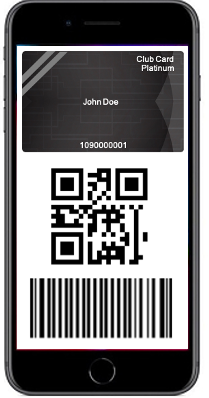 Club Card
Platinum
John Doe
1090000001